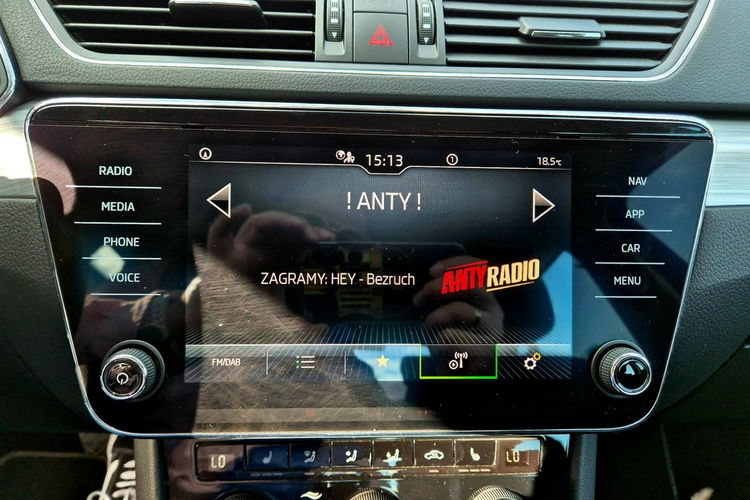 15:13
1
18.5°C
RADIO
MEDIA
PHONE
VOICE
! ANTY !
ZAGRAMY: HEY - Bezruch
ANTYRADIO
NAV
APP
CAR
MENU
FM/DAB
LO
LO